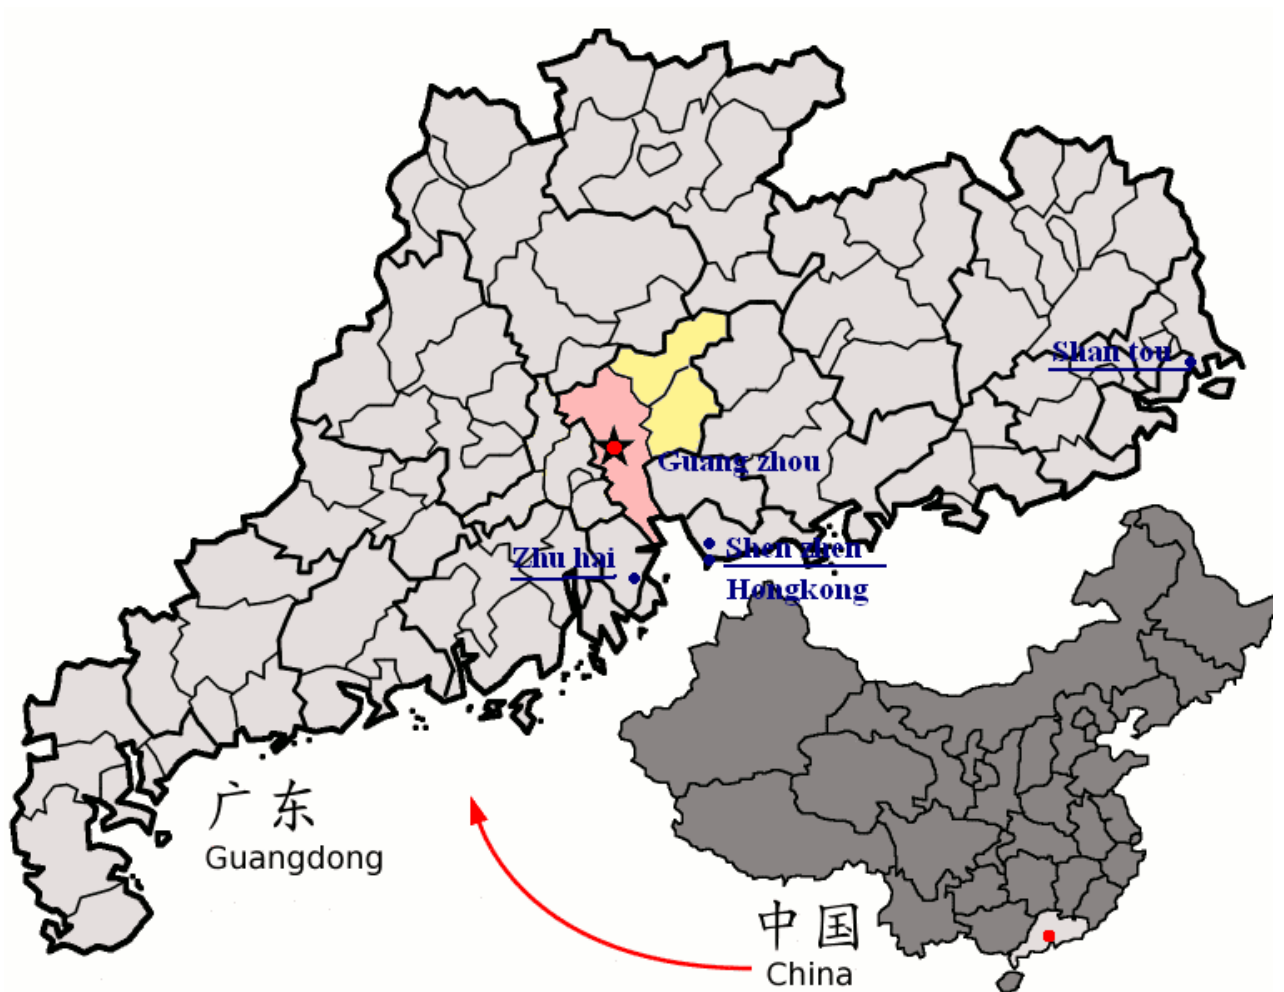 Shan tou
Guang zhou
Zhu hai
Shen zhen
Hongkong
广东
Guangdong
中国
China